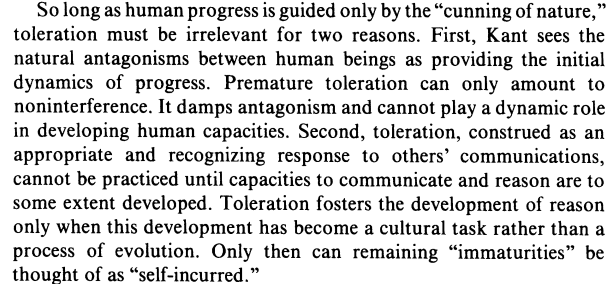 So long as human progress is guided only by the “cunning of nature,”
toleration must be irrelevant for two reasons. First, Kant sees the
natural antagonisms between human beings as providing the initial
dynamics of progress. Premature toleration can only amount to
noninterference. It damps antagonism and cannot play a dynamic role
in developing human capacities. Second, toleration, construed as an
appropriate and recognizing response to others’ communications,
cannot be practiced until capacities to communicate and reason are to
some extent developed. Toleration fosters the development of reason
only when this development has become a cultural task rather than a
process of evolution. Only then can remaining “immaturities” be
thought of as “self-incurred.”